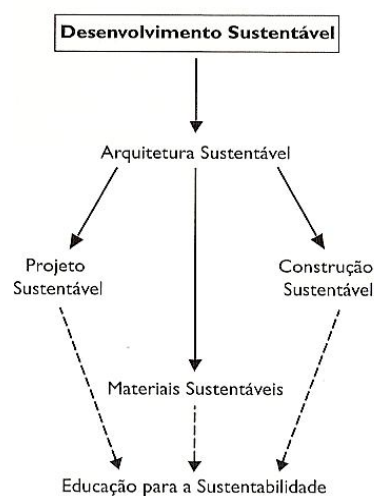 Desenvolvimento Sustentável
Arquitetura Sustentável
Projeto
Sustentável
Construção
Sustentável
Materiais Sustentáveis
Educação para a Sustentabilidade